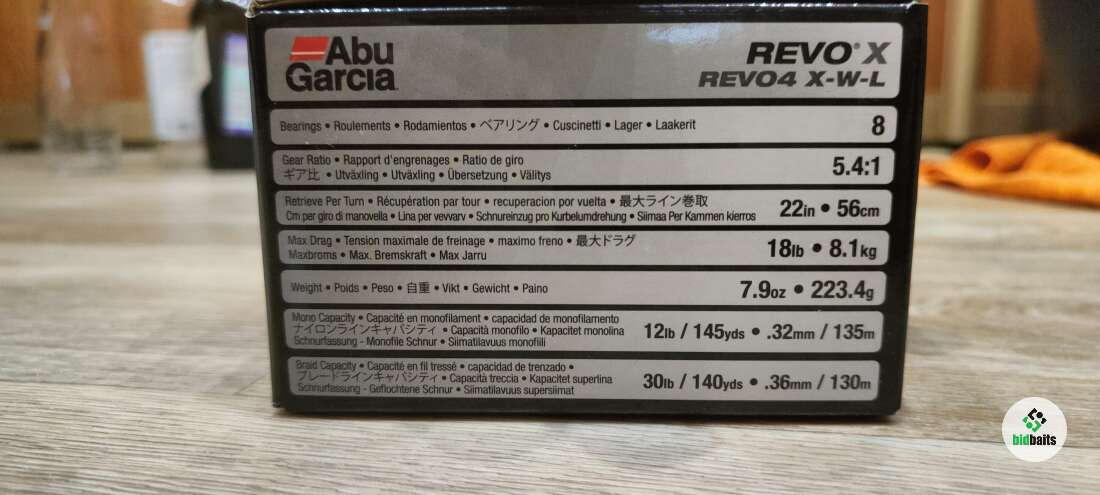 Abu
Garcia
REVO® X
REVO4 X-W-L
Bearings • Roulements • Rodamientos • ベアリング • Cuscinetti • Lager • Laakerit
8
Gear Ratio • Rapport d'engrenages • Ratio de giro
ギア比 • Utväxling • Utväxling • Übersetzung • Välitys
5.4:1
Retrieve Per Turn • Récupération par tour • recuperacion por vuelta • 最大ライン巻取
Cm per giro di manovella • Lina per vevvarv • Schnureinzug pro Kurbelumdrehung • Siimaa Per Kammen kierros
22in • 56cm
Max Drag • Tension maximale de freinage • maximo freno • 最大ドラグ
Maxbroms • Max. Bremskraft • Max Jarru
18lb • 8.1kg
Weight • Poids • Peso • 自重 • Vikt • Gewicht • Paino
7.9oz • 223.4g
Mono Capacity • Capacité en monofilament • capacidad de monofilamento
ナイロンラインキャパシティ • Capacità monofilo • Kapacitet monolina
Schnurfassung - Monofile Schnur • Siimatilavuus monofiili
12lb / 145yds • .32mm / 135m
Braid Capacity • Capacité en fil tressé • capacidad de trenzado •
ブレードラインキャパシティ • Capacità treccia • Kapasitet superlina
Schnurfassung - Geflochtene Schnur • Siimatilavuus supersiimat
30lb / 140yds • .36mm / 130m
bidbaits